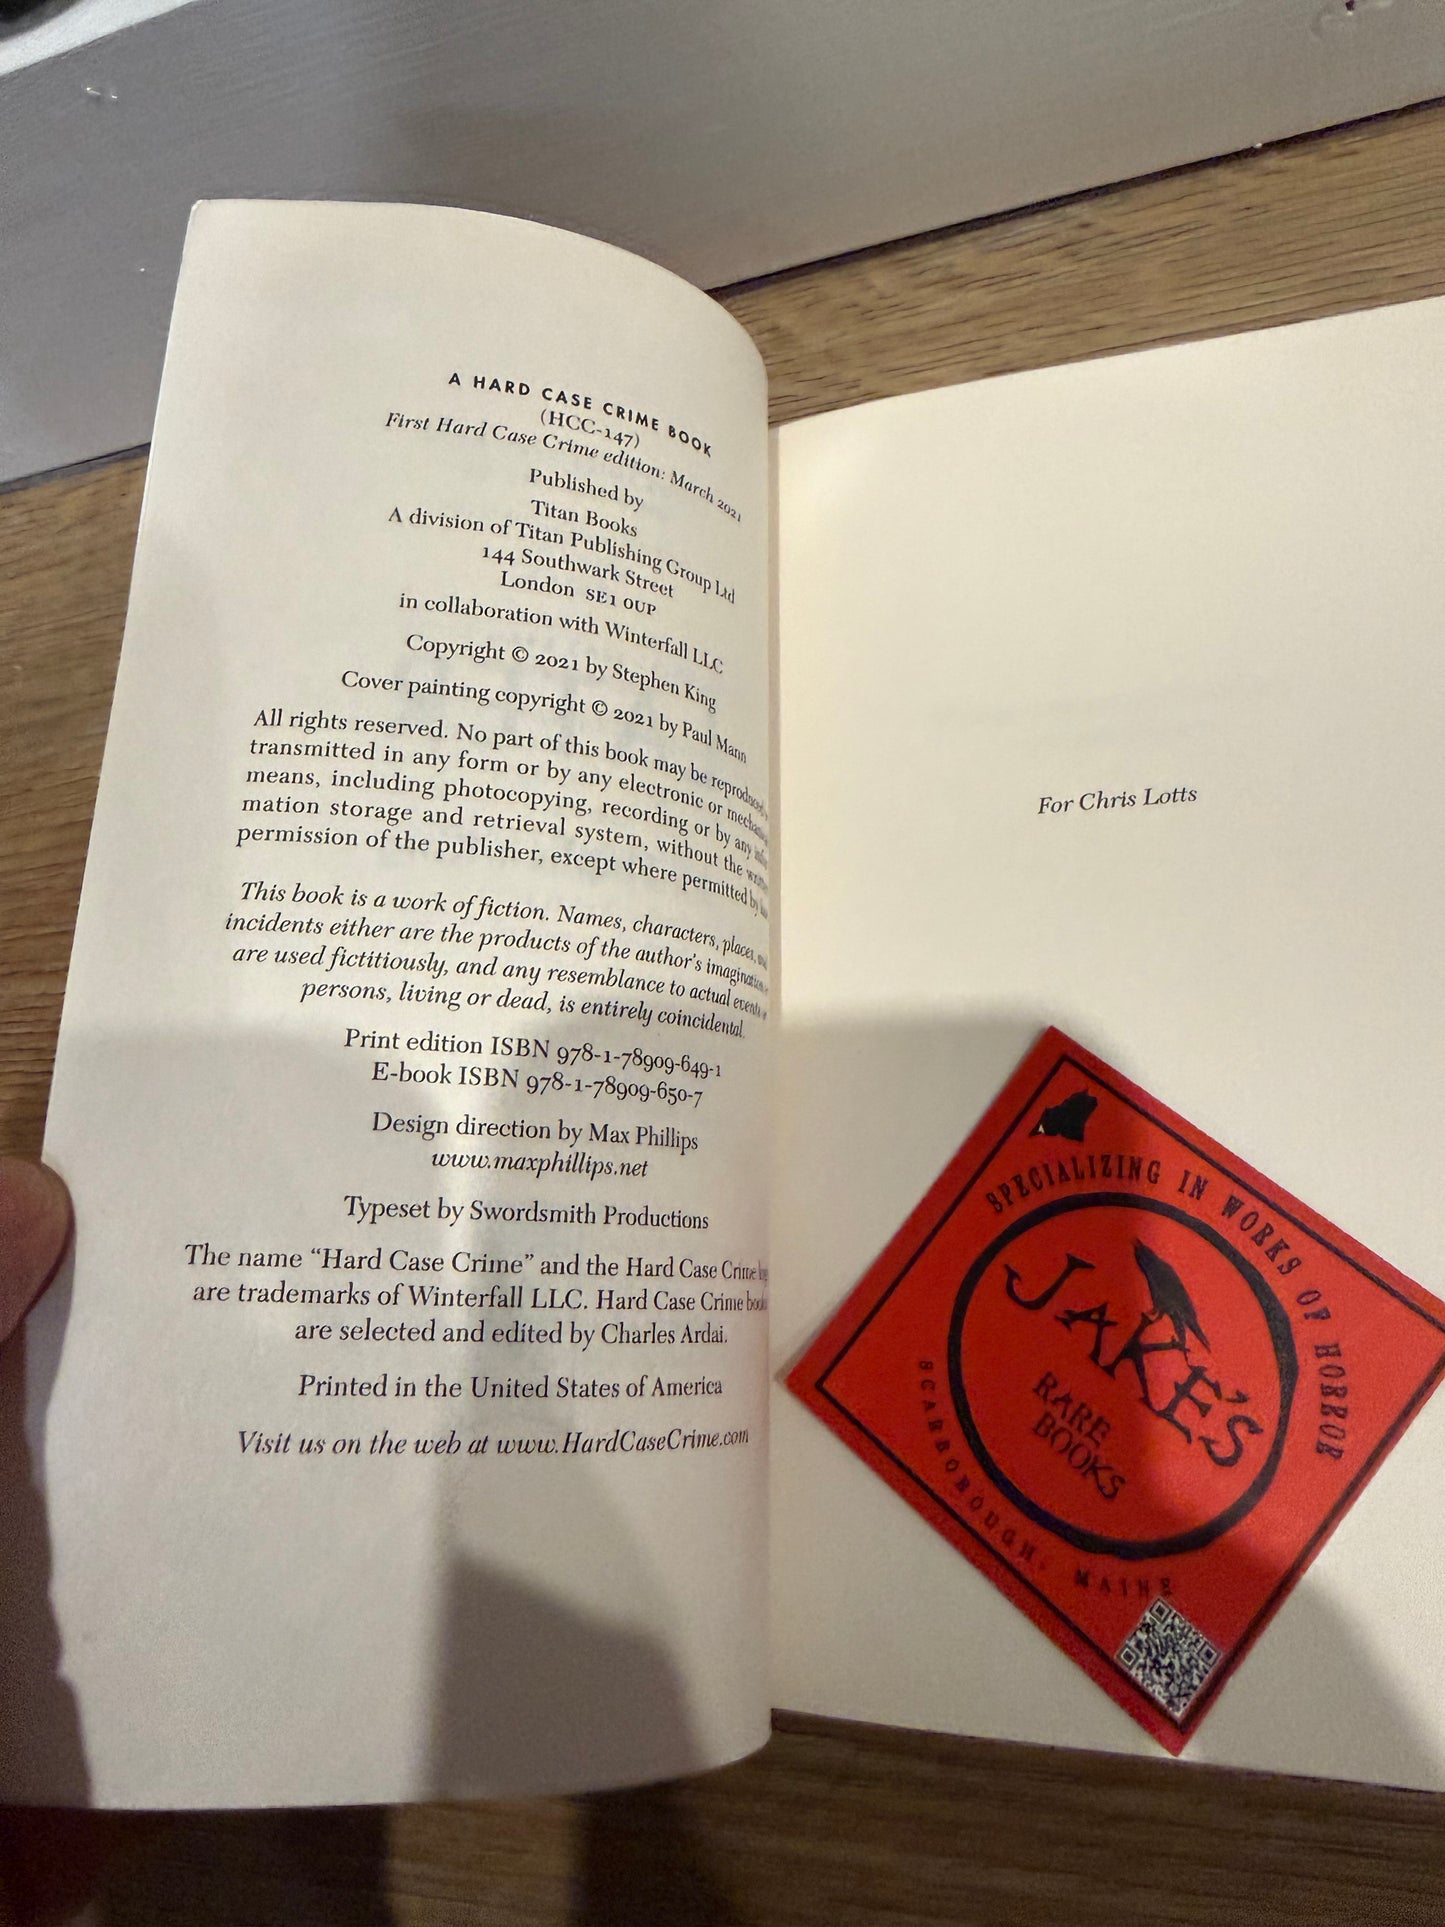 A HARD CASE CRIME BOOK
(HCC-147)
First Hard Case Crime edition: March 2021
Published by
Titan Books
A division of Titan Publishing Group Ltd
144 Southwark Street
London SE1 0UP
in collaboration with Winterfall LLC
Copyright © 2021 by Stephen King
Cover painting copyright © 2021 by Paul Mann
All rights reserved. No part of this book may be reproduced
transmitted in any form or by any electronic or
means, including photocopying, recording or by any
mation storage and retrieval system, without the
permission of the publisher, except where permitted by
This book is a work of fiction. Names, characters, places,
incidents either are the products of the author's
are used fictitiously, and any resemblance to actual
persons, living or dead, is entirely coincidental.
Print edition ISBN 978-1-78909-649-1
E-book ISBN 978-1-78909-650-7
Design direction by Max Phillips
www.maxphillips.net
Typeset by Swordsmith Productions
The name “Hard Case Crime” and the Hard Case Crime
are trademarks of Winterfall LLC. Hard Case Crime
are selected and edited by Charles Ardai.
Printed in the United States of America
Visit us on the web at www.HardCaseCrime.com
For Chris Lotts
SPECIALIZING IN WORKS OF HORROR
JAKE'S
RARE
BOOKS
SCARBOROUGH, MAINE